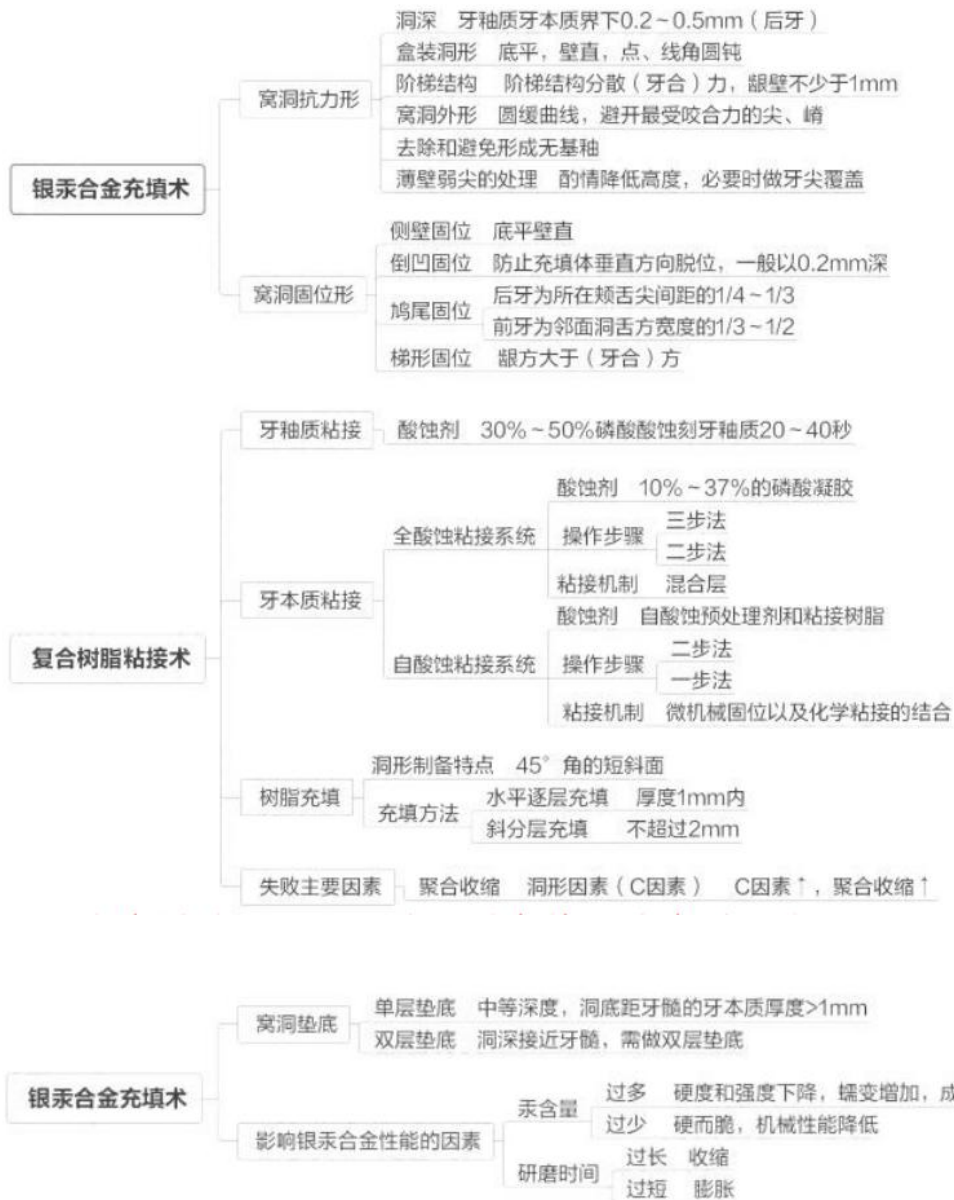 银汞合金充填术
窝洞抗力形
洞深 牙秞质牙本质界下0.2~0.5mm（后牙）
盒装洞形 底平，壁直，点、线角圆钝
阶梯结构 阶梯结构分散（牙合）力，龈壁不少于1mm
窝洞外形 圆缓曲线，避开最受咬合力的尖、嵴
去除和避免形成无基秞
薄壁弱尖的处理 酌情降低高度，必要时做牙尖覆盖
窝洞固位形
侧壁固位 底平壁直
倒凹固位 防止充填体垂直方向脱位，一般以0.2mm深
鸠尾固位
后牙为所在颊舌尖间距的1/4~1/3
前牙为邻面洞舌方宽度的1/3~1/2
梯形固位 龈方大于（牙合）方
复合树脂粘接术
牙秞质粘接
酸蚀剂 30%~50%磷酸酸蚀刻牙秞质20~40秒
牙本质粘接
全酸蚀粘接系统
酸蚀剂 10%~37%的磷酸凝胶
操作步骤
三步法
二步法
粘接机制 混合层
自酸蚀粘接系统
酸蚀剂 自酸蚀预处理剂和粘接树脂
操作步骤
二步法
一步法
粘接机制 微机械固位以及化学粘接的结合
树脂充填
洞形制备特点 45°角的短斜面
充填方法
水平逐层充填 厚度1mm内
斜分层充填 不超过2mm
失败主要因素
聚合收缩 洞形因素（C因素） C因素↑，聚合收缩↑
银汞合金充填术
窝洞垫底
单层垫底 中等深度，洞底距牙髓的牙本质厚度>1mm
双层垫底 洞深接近牙髓，需做双层垫底
影响银汞合金性能的因素
汞含量
过多 硬度和强度下降，蠕变增加，成
过少 硬而脆，机械性能降低
研磨时间
过长 收缩
过短 膨胀